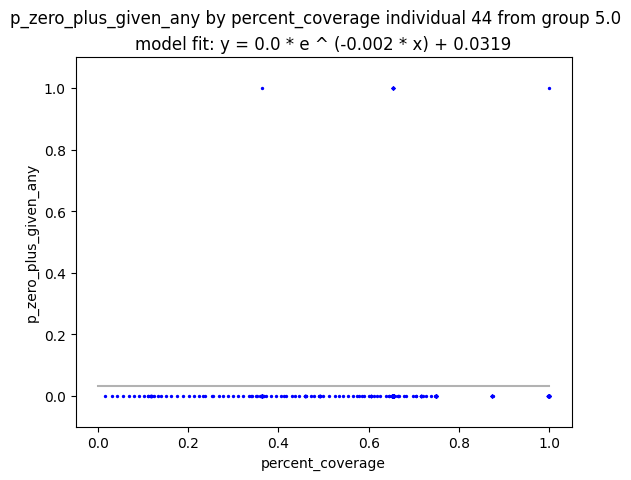 p_zero_plus_given_any by percent_coverage individual 44 from group 5.0
model fit: y = 0.0 * e ^ (-0.002 * x) + 0.0319
p_zero_plus_given_any
1.0
0.8
0.6
0.4
0.2
0.0
0.0 0.2 0.4 0.6 0.8 1.0
percent_coverage